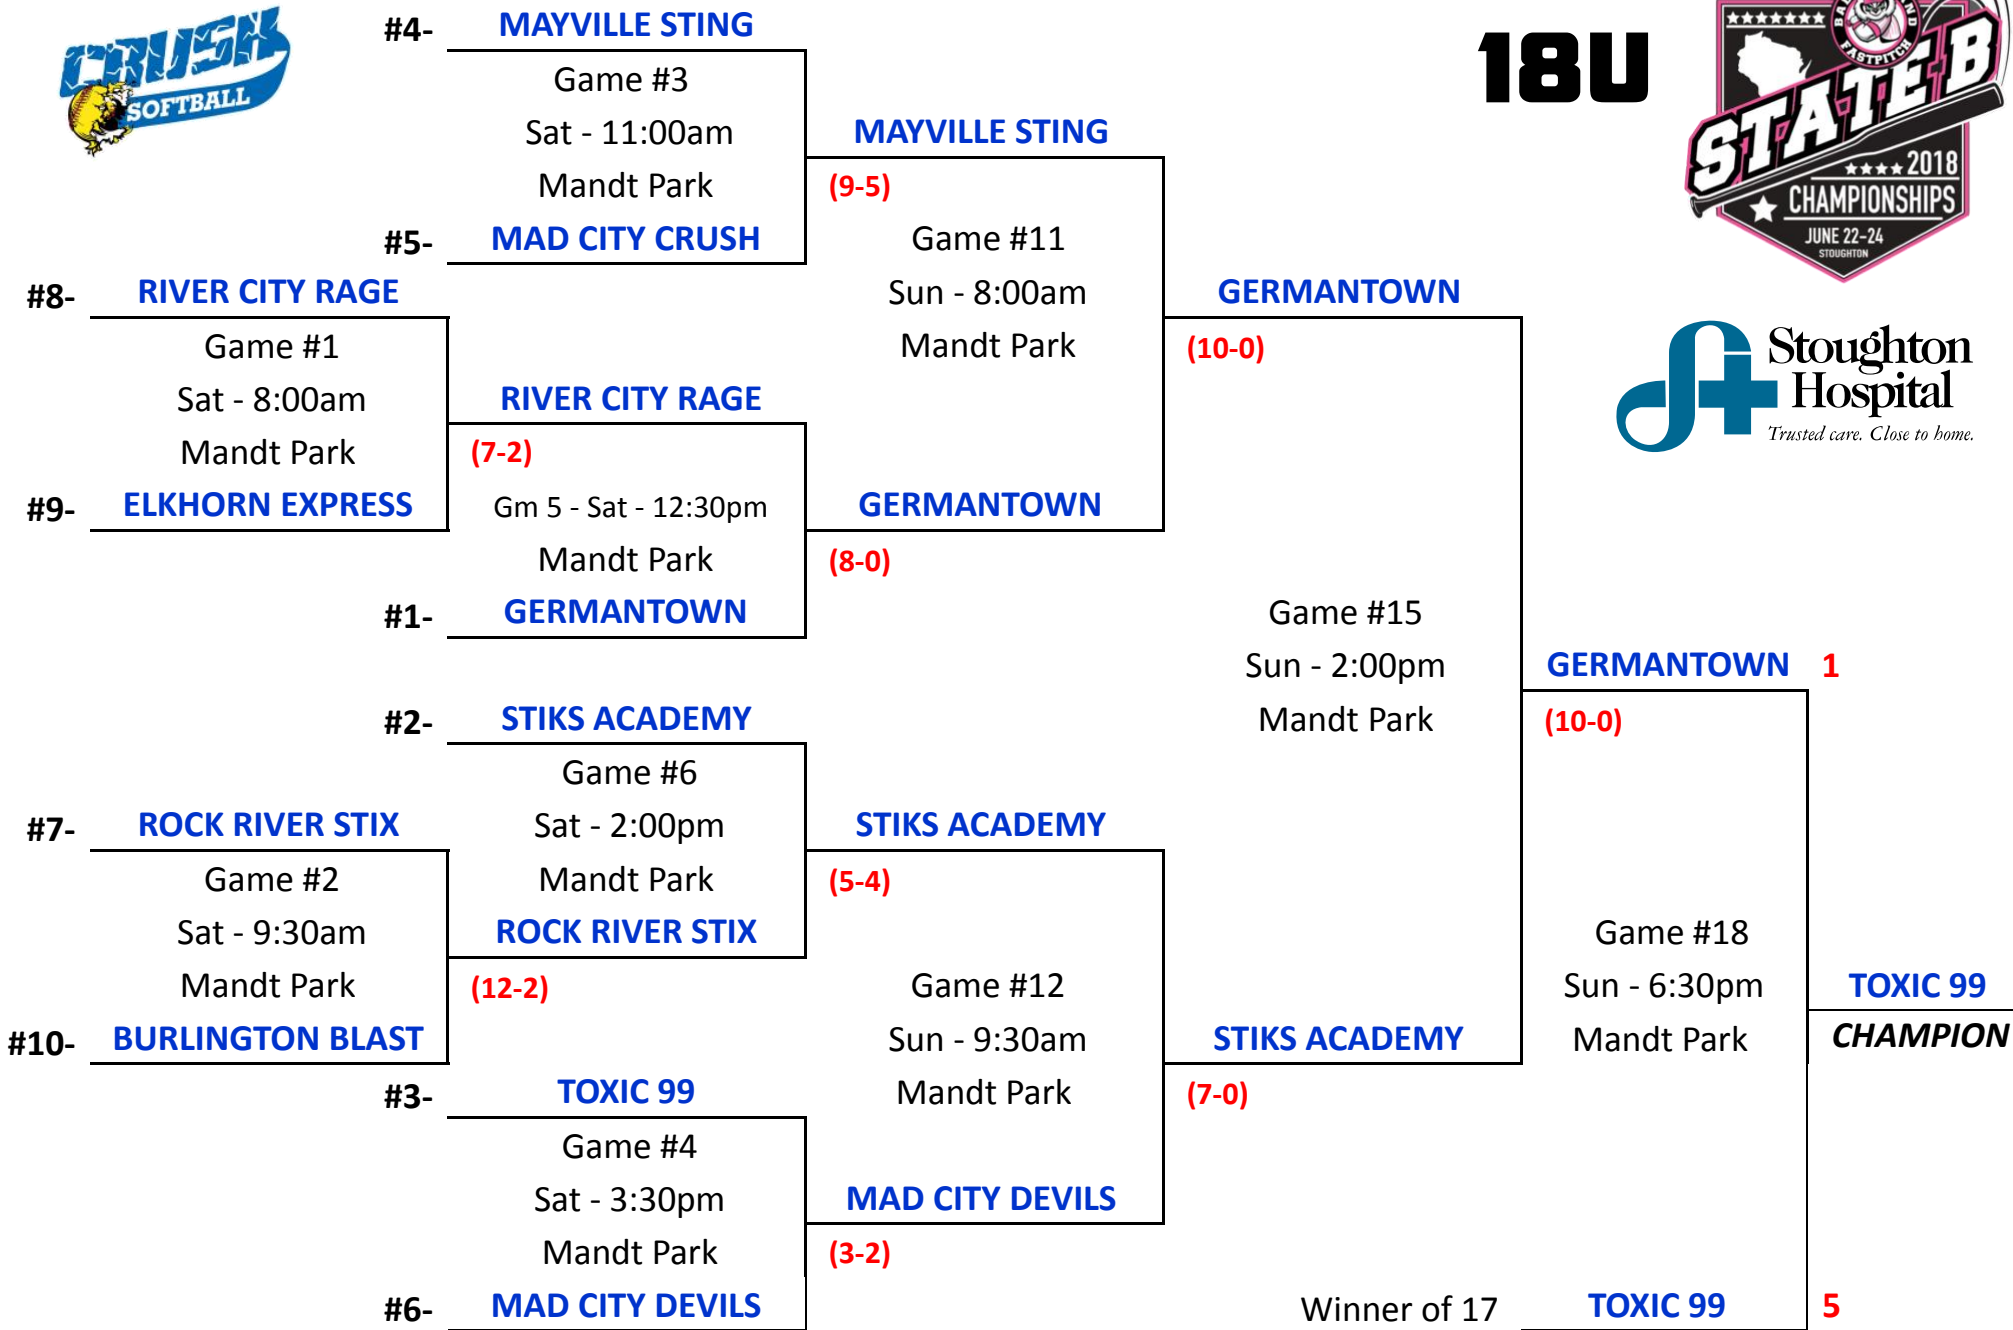 CRUSH
SOFTBALL
18U
FASTPITCH
STATE B
2018
CHAMPIONSHIPS
JUNE 22-24
STOUGHTON
Stoughton
Hospital
Trusted care. Close to home.
#4- MAYVILLE STING
Game #3
Sat - 11:00am
Mandt Park
#5- MAD CITY CRUSH
MAYVILLE STING
(9-5)
Game #11
Sun - 8:00am
Mandt Park
#8- RIVER CITY RAGE
Game #1
Sat - 8:00am
Mandt Park
#9- ELKHORN EXPRESS
RIVER CITY RAGE
(7-2)
Gm 5 - Sat - 12:30pm
Mandt Park
#1- GERMANTOWN
GERMANTOWN
(8-0)
GERMANTOWN
(10-0)
Game #15
Sun - 2:00pm
Mandt Park
GERMANTOWN 1
(10-0)
#2- STIKS ACADEMY
Game #6
Sat - 2:00pm
Mandt Park
#7- ROCK RIVER STIX
Game #2
Sat - 9:30am
Mandt Park
#10- BURLINGTON BLAST
ROCK RIVER STIX
(12-2)
STIKS ACADEMY
(5-4)
Game #12
Sun - 9:30am
Mandt Park
STIKS ACADEMY
(7-0)
#3- TOXIC 99
Game #4
Sat - 3:30pm
Mandt Park
#6- MAD CITY DEVILS
MAD CITY DEVILS
(3-2)
Game #18
Sun - 6:30pm
Mandt Park
TOXIC 99
CHAMPION
Winner of 17 TOXIC 99 5